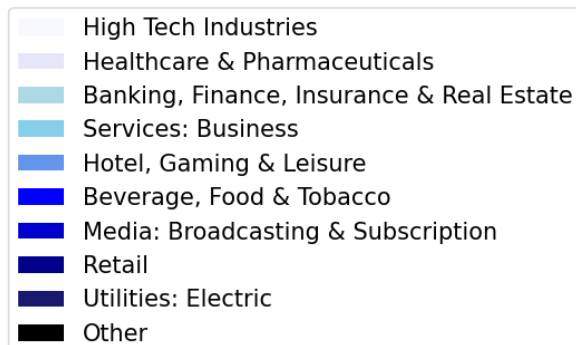 High Tech Industries
Healthcare & Pharmaceuticals
Banking, Finance, Insurance & Real Estate
Services: Business
Hotel, Gaming & Leisure
Beverage, Food & Tobacco
Media: Broadcasting & Subscription
Retail
Utilities: Electric
Other